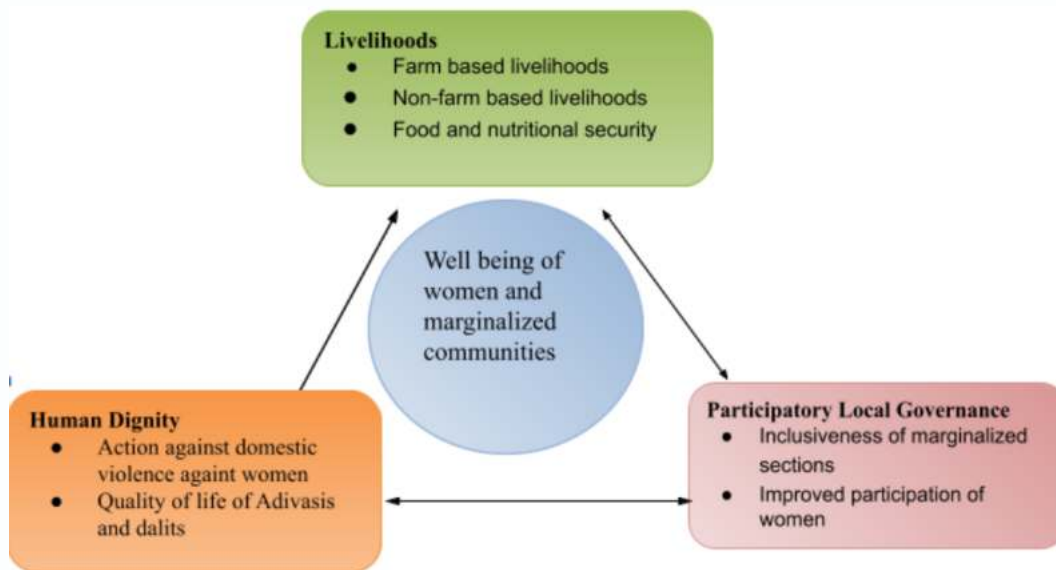 Livelihoods
● Farm based livelihoods
● Non-farm based livelihoods
● Food and nutritional security
Well being of
women and
marginalized
communities
Human Dignity
● Action against domestic
violence againt women
● Quality of life of Adivasis
and dalits
Participatory Local Governance
● Inclusiveness of marginalized
sections
● Improved participation of
women